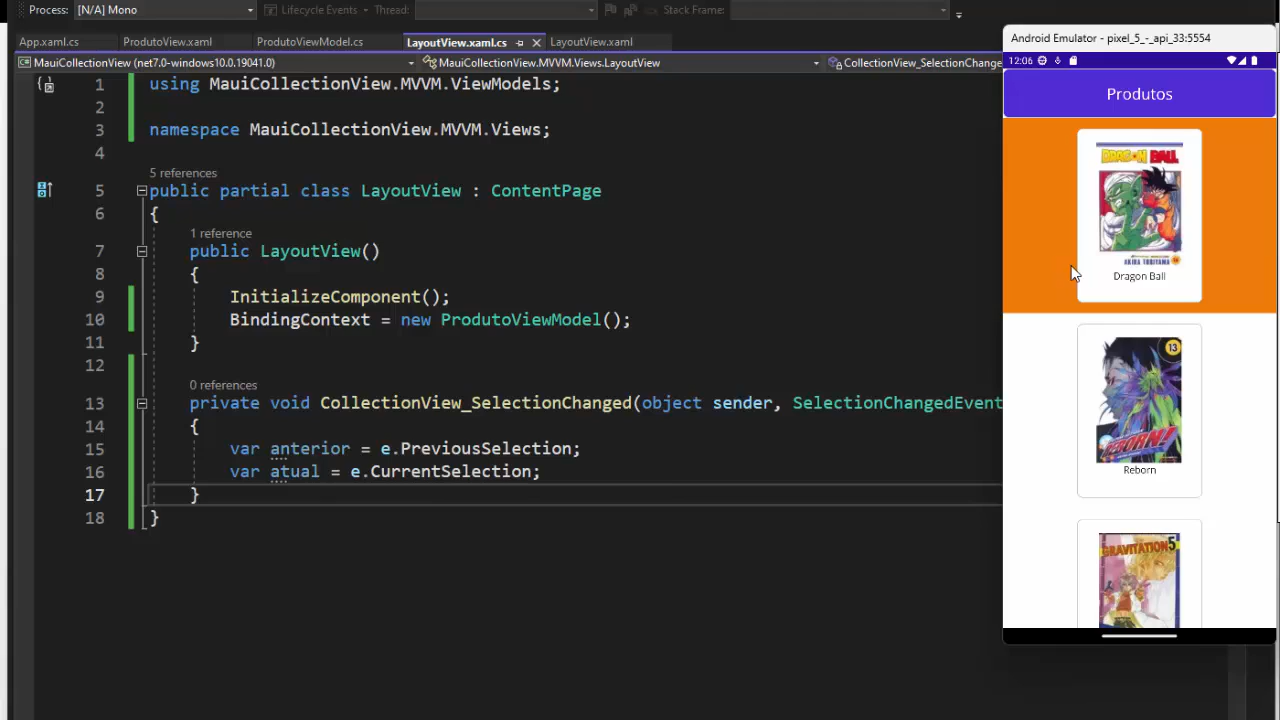 Process: [N/A] Mono Lifecycle Events Thread: Stack Frame:
App.xaml.cs ProdutoView.xaml ProdutoViewModel.cs LayoutView.xaml.cs LayoutView.xaml
MauiCollectionView (net7.0-windows10.0.19041.0) MauiCollectionView.MVVM.Views.LayoutView CollectionView_SelectionChange
1 using MauiCollectionView.MVVM.ViewModels;
2
3 namespace MauiCollectionView.MVVM.Views;
4
5 references
5 public partial class LayoutView : ContentPage
6 {
1 reference
7 public LayoutView()
8 {
9 InitializeComponent();
10 BindingContext = new ProdutoViewModel();
11 }
12
0 references
13 private void CollectionView_SelectionChanged(object sender, SelectionChangedEvent
14 {
15 var anterior = e.PreviousSelection;
16 var atual = e.CurrentSelection;
17 }
18 }
Android Emulator - pixel_5_-_api_33:5554
12:06
Produtos
DRAGON BALL
AKIRA TORIYAMA
Dragon Ball
13
REBORN!
Reborn
GRAVITATION 5